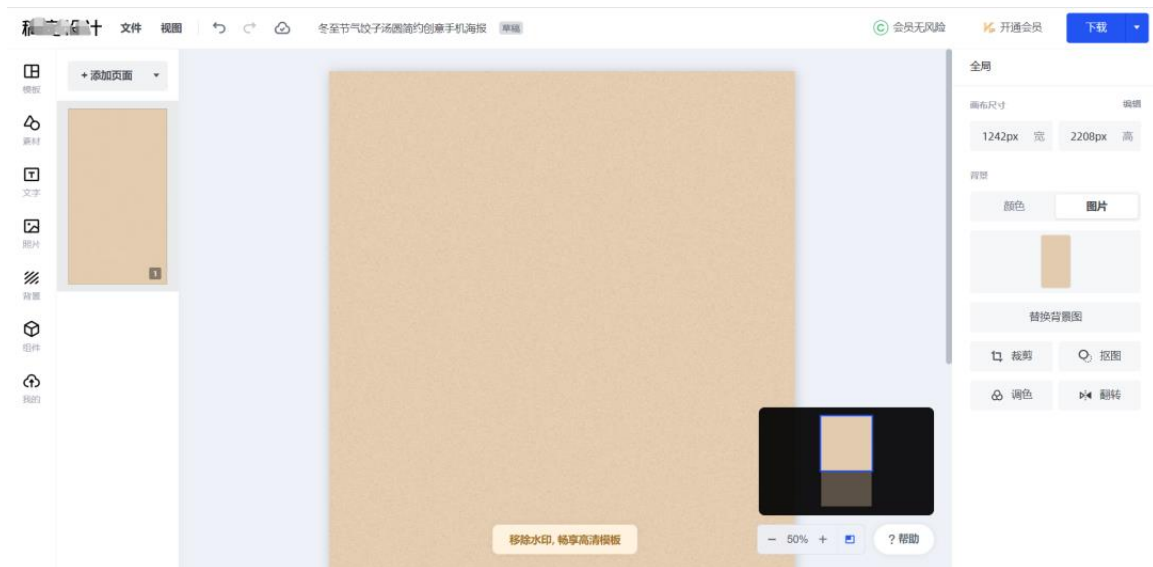 文件 视图 冬至节气饺子汤圆简约创意手机海报 草稿 会员无风险 开通会员 下载
模板
素材
文字
照片
背景
组件
我的
+ 添加页面
1
移除水印, 畅享高清模板
50%
? 帮助
全局
画布尺寸 编辑
1242px 宽 2208px 高
背景
颜色 图片
替换背景图
裁剪 抠图
调色 翻转